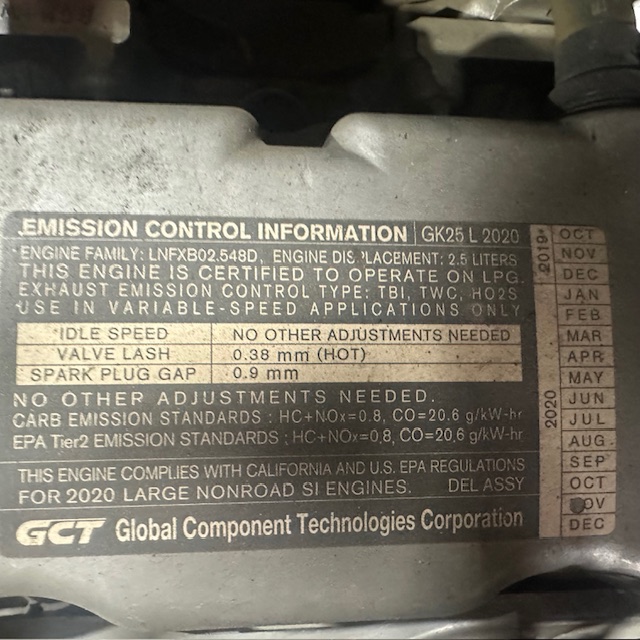 EMISSION CONTROL INFORMATION GK25 L 2020
ENGINE FAMILY: LNFXB02.548D, ENGINE DISPLACEMENT: 2.5 LITERS
THIS ENGINE IS CERTIFIED TO OPERATE ON LPG.
EXHAUST EMISSION CONTROL TYPE: TBI, TWC, HO2S
USE IN VARIABLE-SPEED APPLICATIONS ONLY
IDLE SPEED NO OTHER ADJUSTMENTS NEEDED
VALVE LASH 0.38 mm (HOT)
SPARK PLUG GAP 0.9 mm
NO OTHER ADJUSTMENTS NEEDED.
CARB EMISSION STANDARDS : HC+NOx=0.8, CO=20.6 g/kW-hr
EPA Tier2 EMISSION STANDARDS : HC+NOx=0.8, CO=20.6 g/kW-hr
THIS ENGINE COMPLIES WITH CALIFORNIA AND U.S. EPA REGULATIONS
FOR 2020 LARGE NONROAD SI ENGINES. DEL ASSY
GCT Global Component Technologies Corporation
2019
OCT
NOV
DEC
2020
JAN
FEB
MAR
APR
MAY
JUN
JUL
AUG
SEP
OCT
NOV
DEC